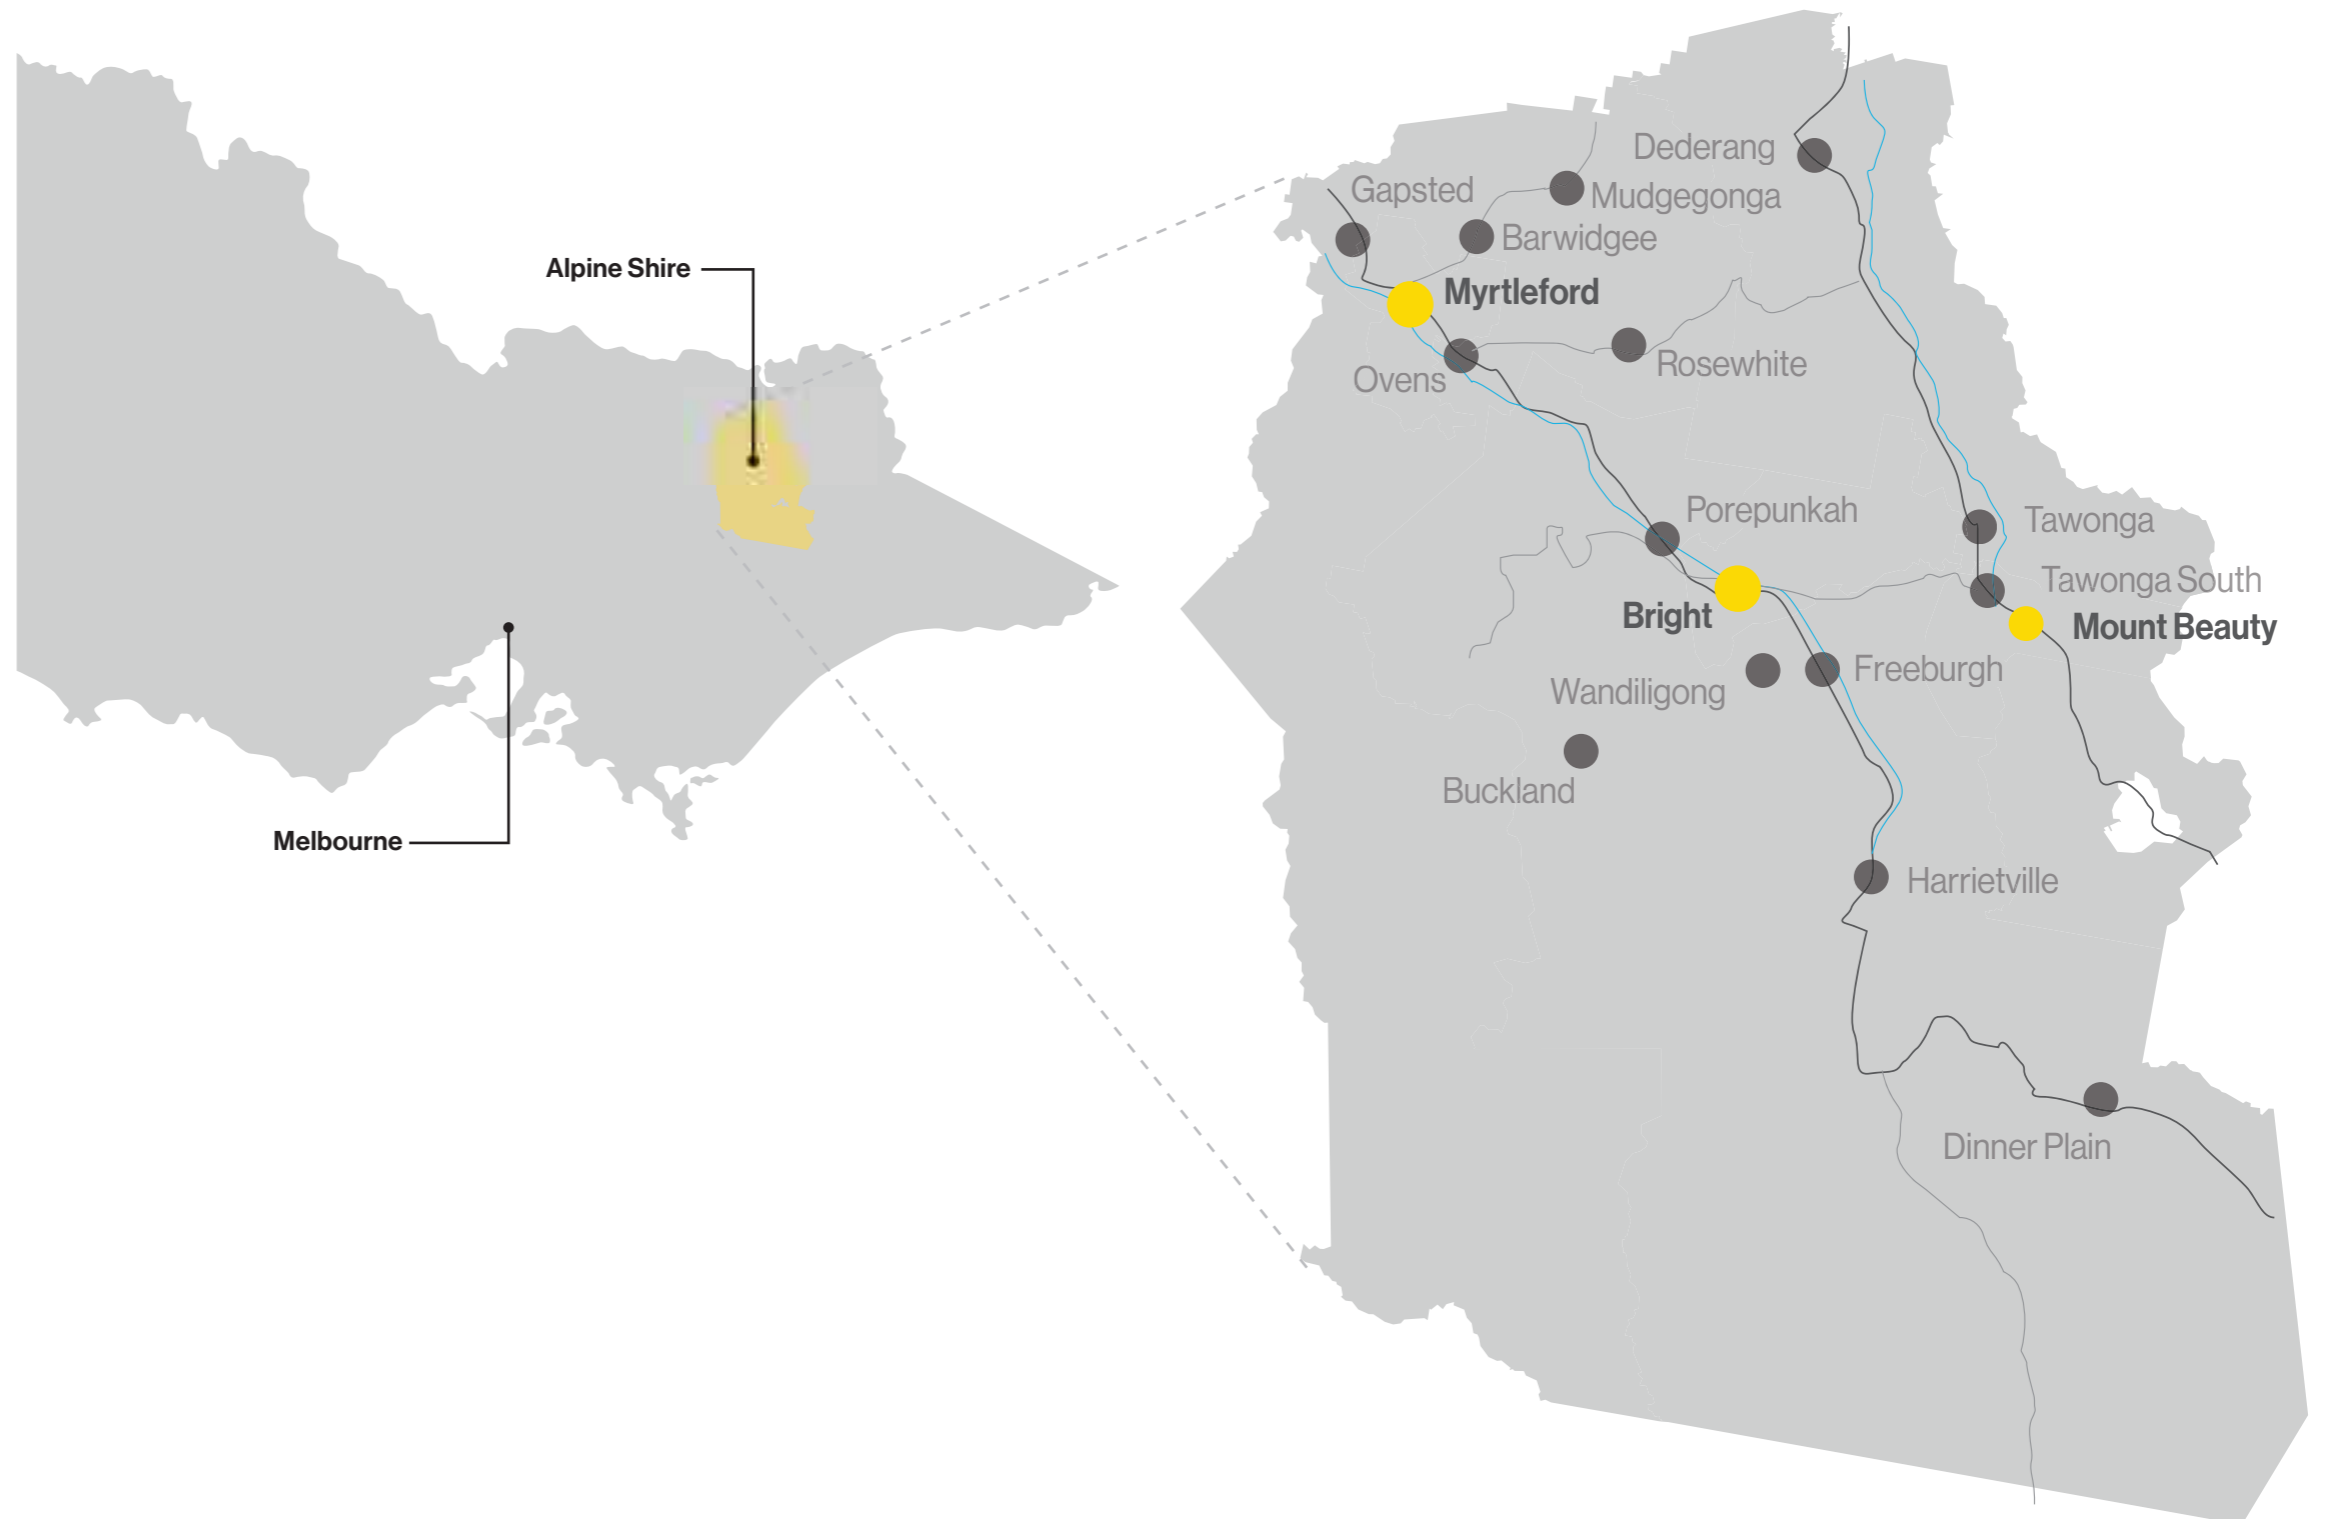 Alpine Shire
Melbourne
Dederang
Gapsted
Mudgegonga
Barwidgee
Myrtleford
Rosewhite
Ovens
Porepunkah
Tawonga
Tawonga South
Bright
Mount Beauty
Freeburgh
Wandiligong
Buckland
Harrietville
Dinner Plain